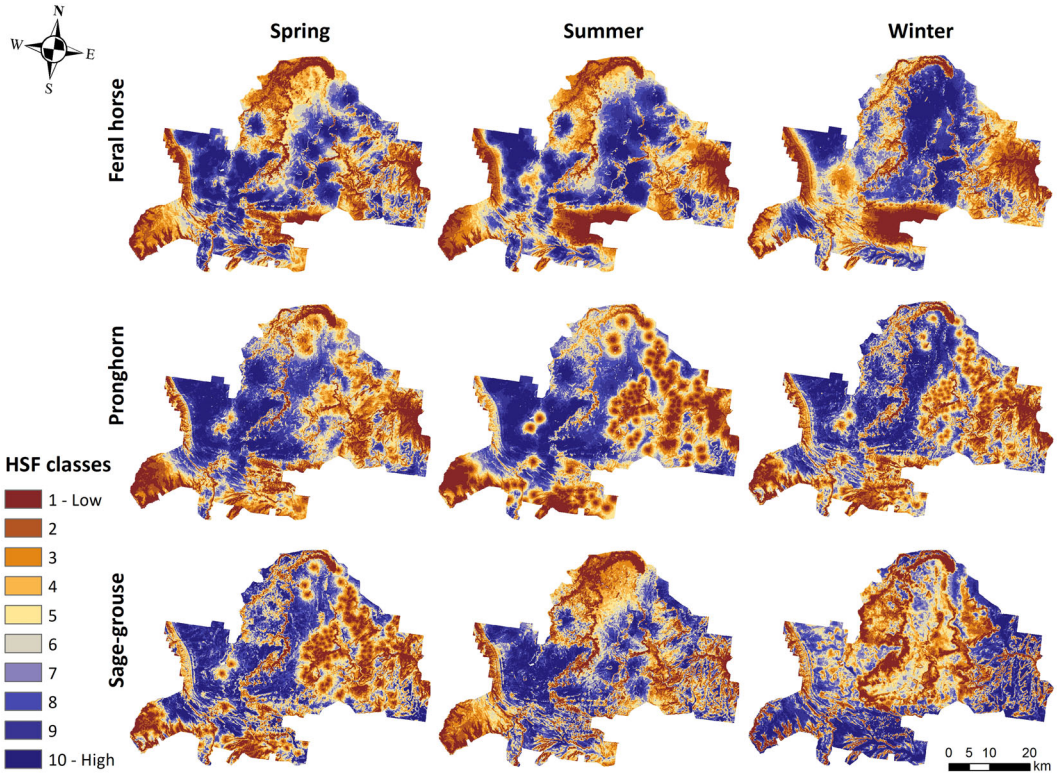 N
W
E
S
Spring
Summer
Winter
Feral horse
Pronghorn
Sage-grouse
HSF classes
1 - Low
2
3
4
5
6
7
8
9
10 - High
0 5 10 20
km